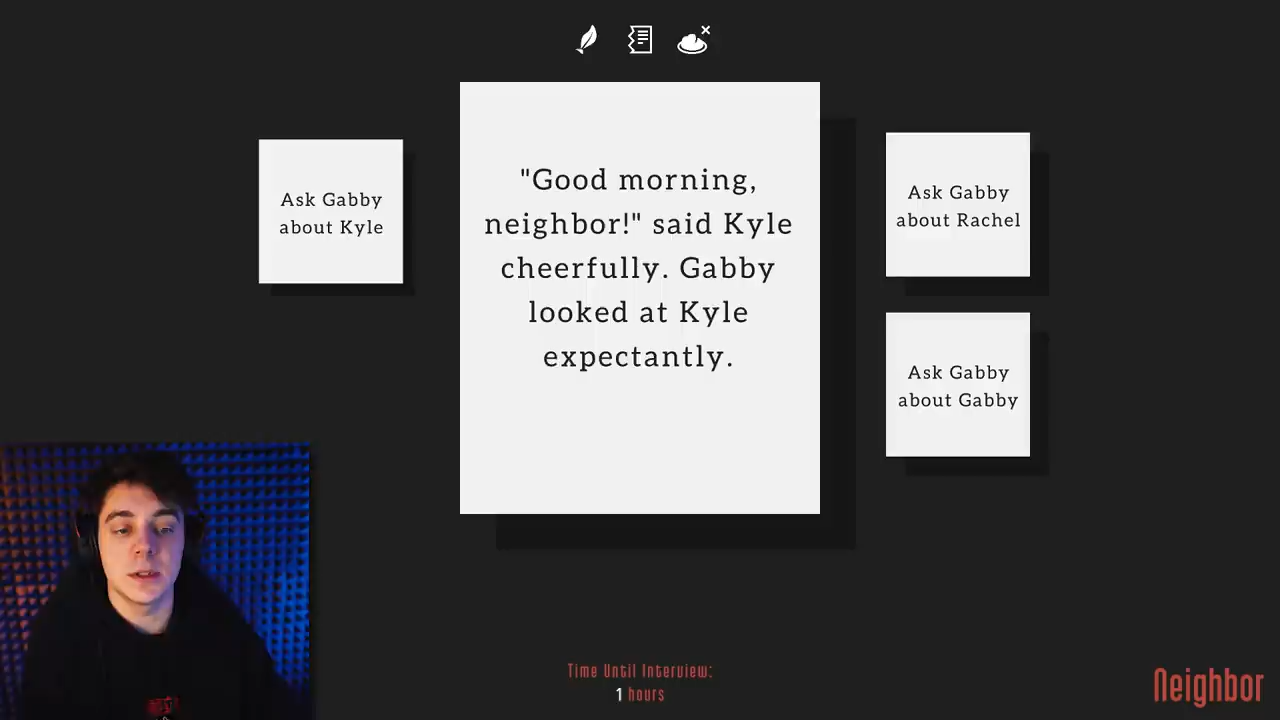 "Good morning,
neighbor!" said Kyle
cheerfully. Gabby
looked at Kyle
expectantly.
Ask Gabby
about Kyle
Ask Gabby
about Rachel
Ask Gabby
about Gabby
Time Until Interview:
1 hours
Neighbor